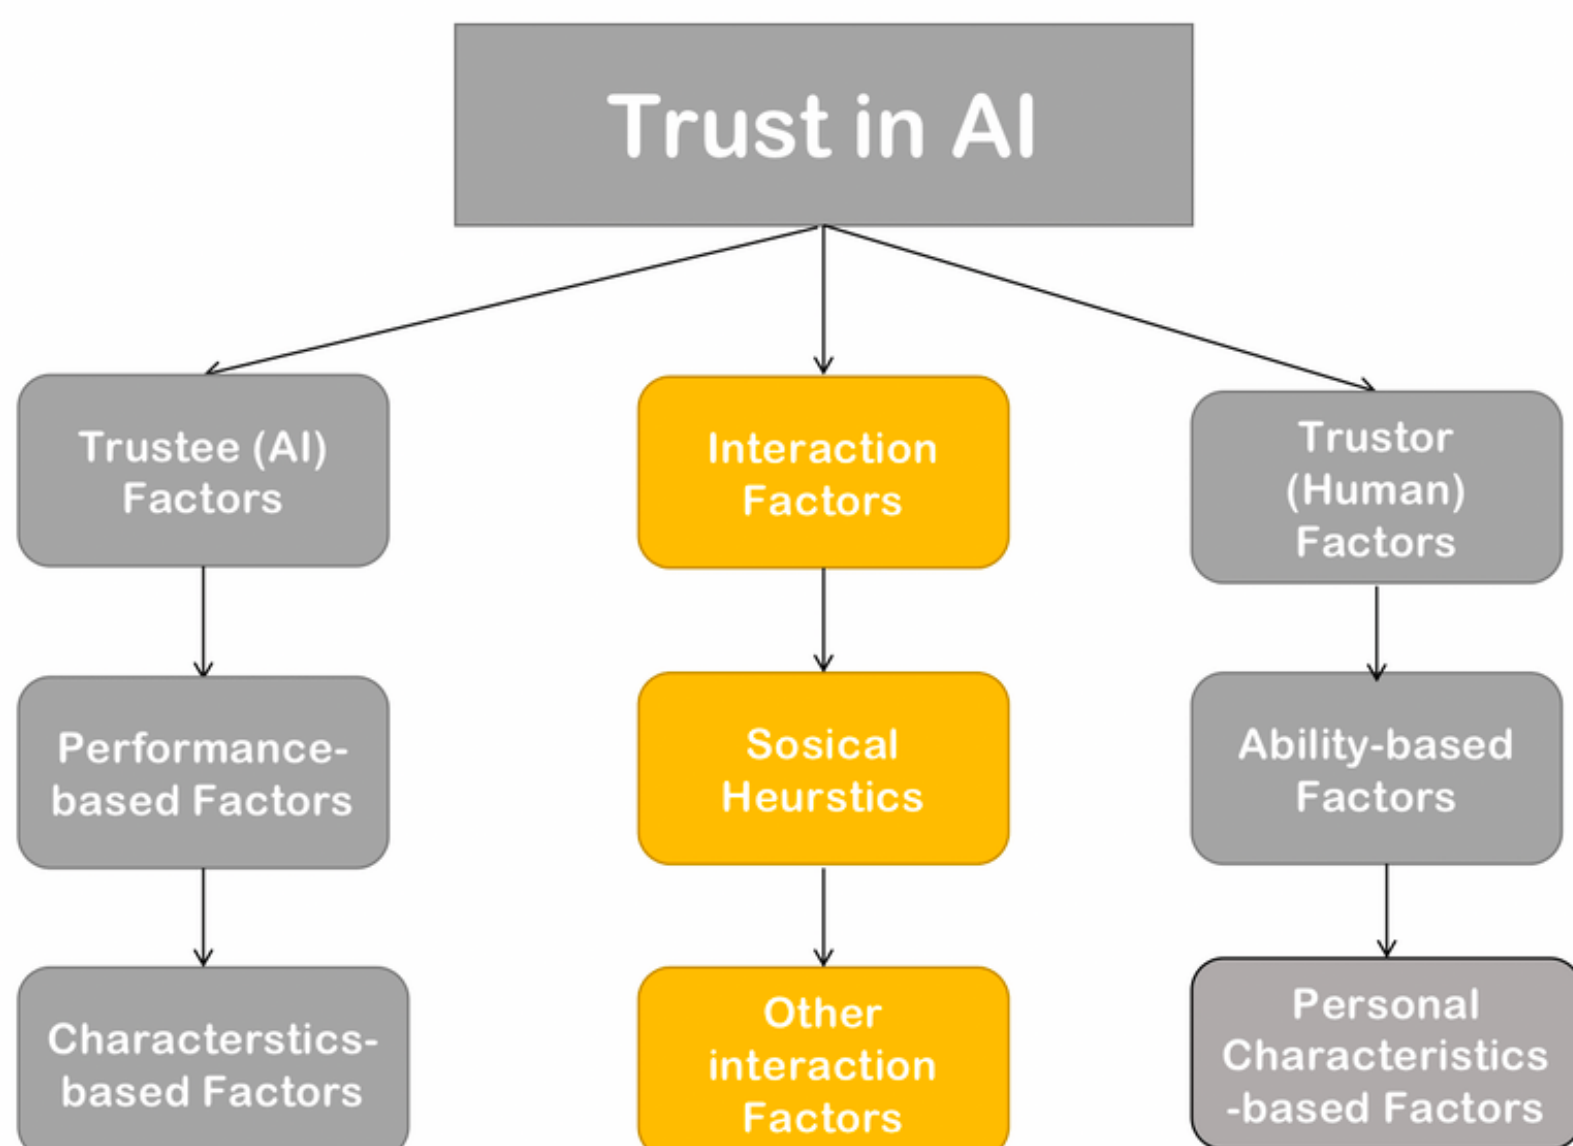 Trust in AI
Trustee (AI)
Factors
Interaction
Factors
Trustor
(Human)
Factors
Performance-
based Factors
Sosical
Heurstics
Ability-based
Factors
Characterstics-
based Factors
Other
interaction
Factors
Personal
Characteristics
-based Factors